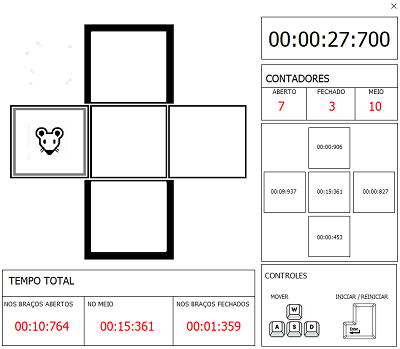 00:00:27:700
CONTADORES
ABERTO FECHADO MEIO
7 3 10
00:00:906
00:09:937 00:15:361 00:00:827
00:00:453
TEMPO TOTAL
NOS BRAÇOS ABERTOS NO MEIO NOS BRAÇOS FECHADOS
00:10:764 00:15:361 00:01:359
CONTROLES
MOVER INICIAR / REINICIAR
W
A S D
Enter